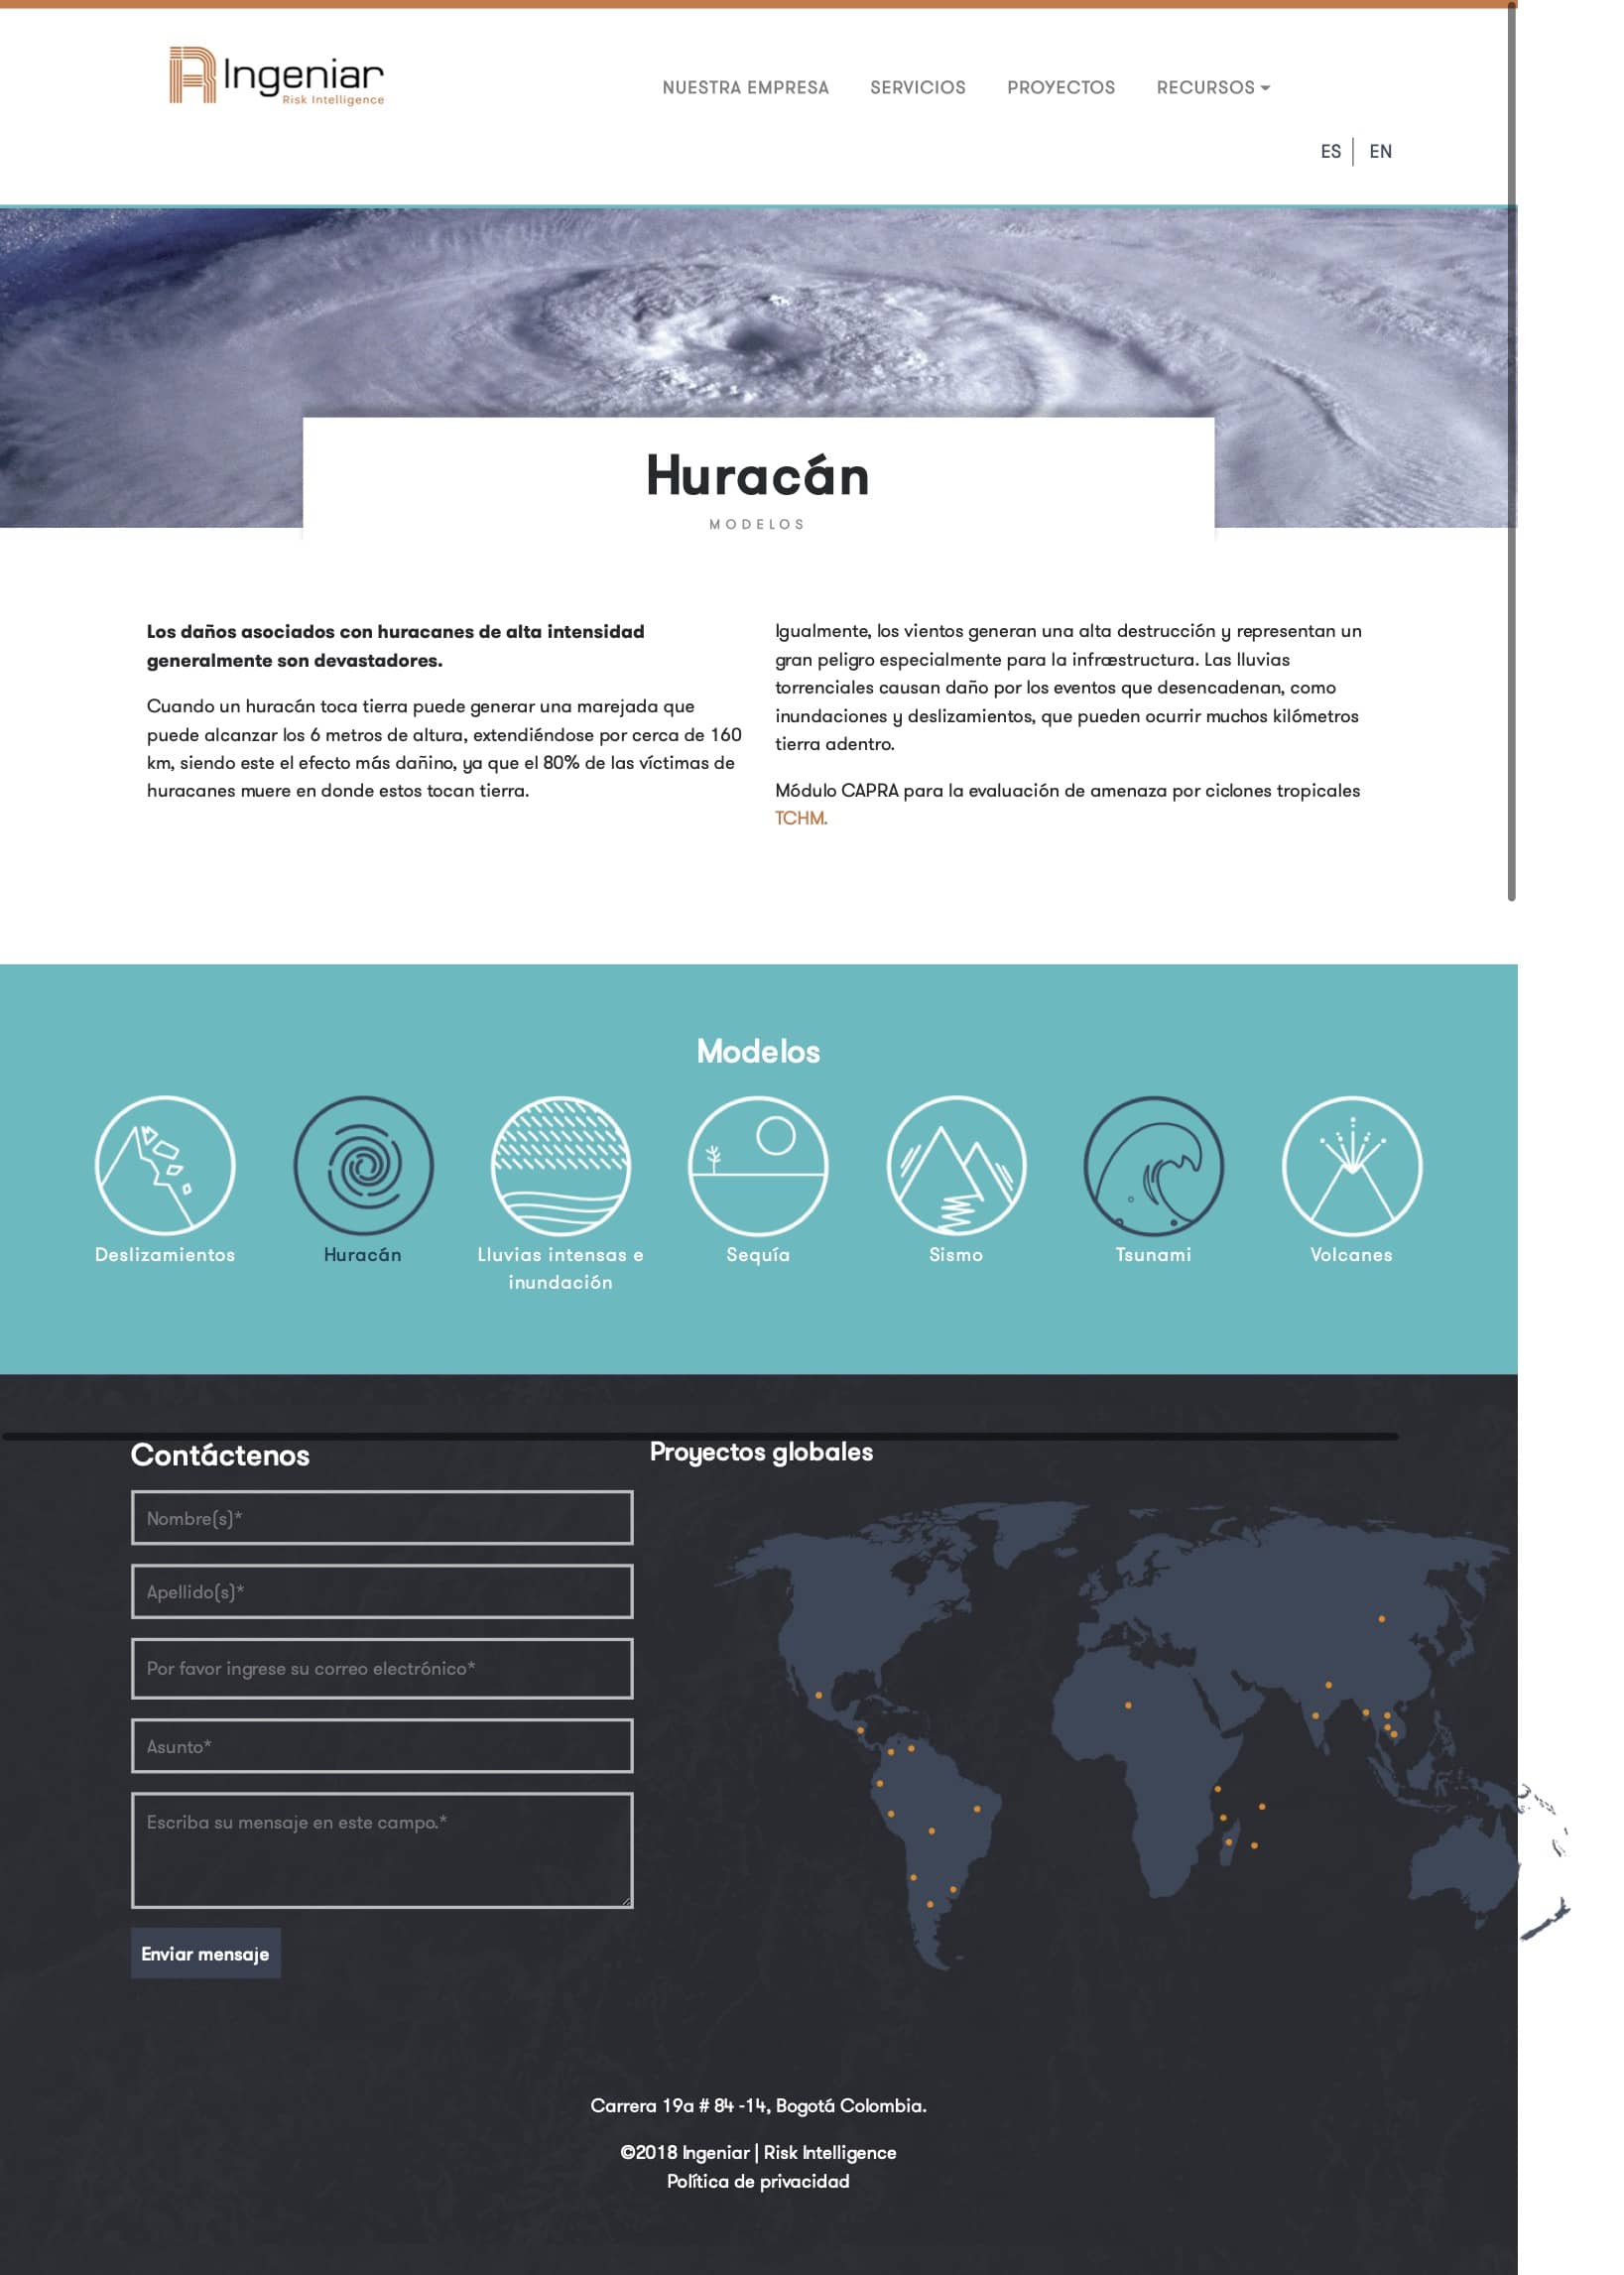 Ingeniar
Risk Intelligence
NUESTRA EMPRESA SERVICIOS PROYECTOS RECURSOS
ES EN
Huracán
MODELOS
Los daños asociados con huracanes de alta intensidad
generalmente son devastadores.
Cuando un huracán toca tierra puede generar una marejada que
puede alcanzar los 6 metros de altura, extendiéndose por cerca de 160
km, siendo este el efecto más dañino, ya que el 80% de las víctimas de
huracanes muere en donde estos tocan tierra.
Igualmente, los vientos generan una alta destrucción y representan un
gran peligro especialmente para la infræstructura. Las lluvias
torrenciales causan daño por los eventos que desencadenan, como
inundaciones y deslizamientos, que pueden ocurrir muchos kilómetros
tierra adentro.
Módulo CAPRA para la evaluación de amenaza por ciclones tropicales
TCHM.
Modelos
Deslizamientos
Huracán
Lluvias intensas e
inundación
Sequía
Sismo
Tsunami
Volcanes
Contáctenos
Nombre(s)*
Apellido(s)*
Por favor ingrese su correo electrónico*
Asunto*
Escriba su mensaje en este campo.*
Enviar mensaje
Proyectos globales
Carrera 19a # 84 -14, Bogotá Colombia.
©2018 Ingeniar | Risk Intelligence
Política de privacidad